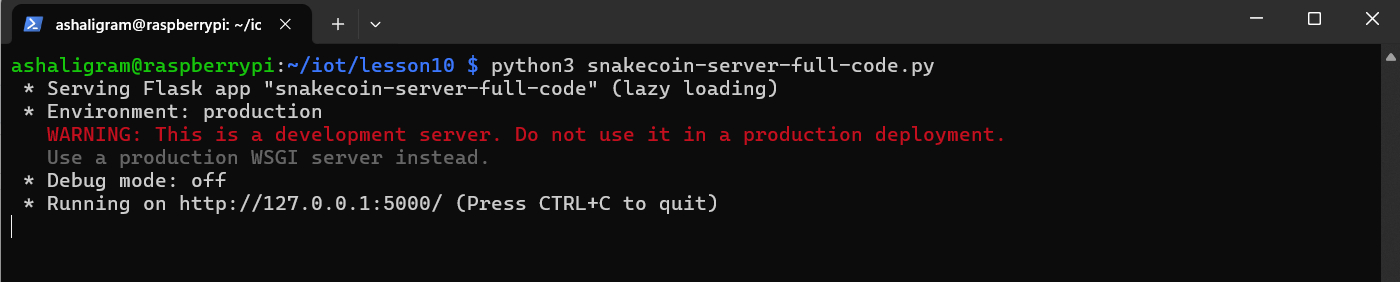 ashaligram@raspberrypi: ~/ic
ashaligram@raspberrypi:~/iot/lesson10 $ python3 snakecoin-server-full-code.py
* Serving Flask app "snakecoin-server-full-code" (lazy loading)
* Environment: production
WARNING: This is a development server. Do not use it in a production deployment.
Use a production WSGI server instead.
* Debug mode: off
* Running on http://127.0.0.1:5000/ (Press CTRL+C to quit)